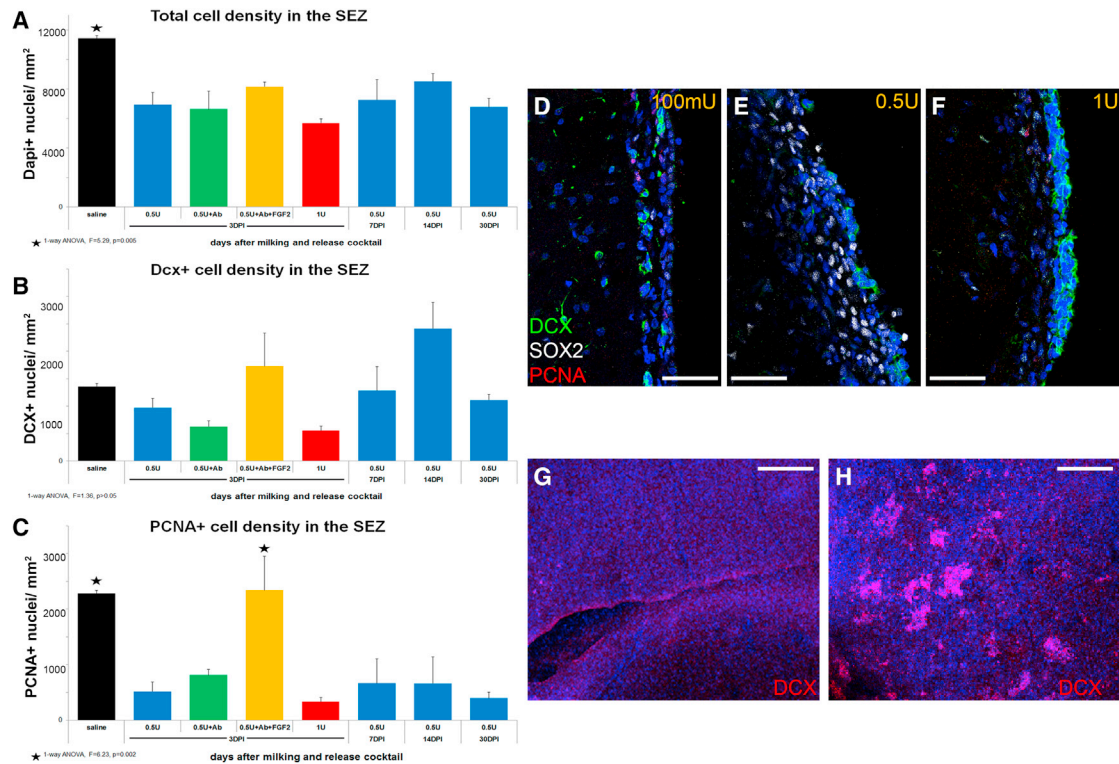 A
Total cell density in the SEZ
Dapi+ nuclei/ mm²
12000
8000
4000
0
★
saline
0.5U
0.5U+Ab
0.5U+Ab+FGF2
1U
0.5U
0.5U
0.5U
3DPI
7DPI
14DPI
30DPI
★ 1-way ANOVA, F=5.29, p=0.005
days after milking and release cocktail
B
Dcx+ cell density in the SEZ
DCX+ nuclei/ mm²
3000
2000
1000
0
saline
0.5U
0.5U+Ab
0.5U+Ab+FGF2
1U
0.5U
0.5U
0.5U
3DPI
7DPI
14DPI
30DPI
1-way ANOVA, F=1.36, p>0.05
days after milking and release cocktail
C
PCNA+ cell density in the SEZ
PCNA+ nuclei/ mm²
3000
2000
1000
0
★
★
saline
0.5U
0.5U+Ab
0.5U+Ab+FGF2
1U
0.5U
0.5U
0.5U
3DPI
7DPI
14DPI
30DPI
★ 1-way ANOVA, F=6.23, p=0.002
days after milking and release cocktail
D
100mU
DCX
SOX2
PCNA
E
0.5U
F
1U
G
DCX
H
DCX